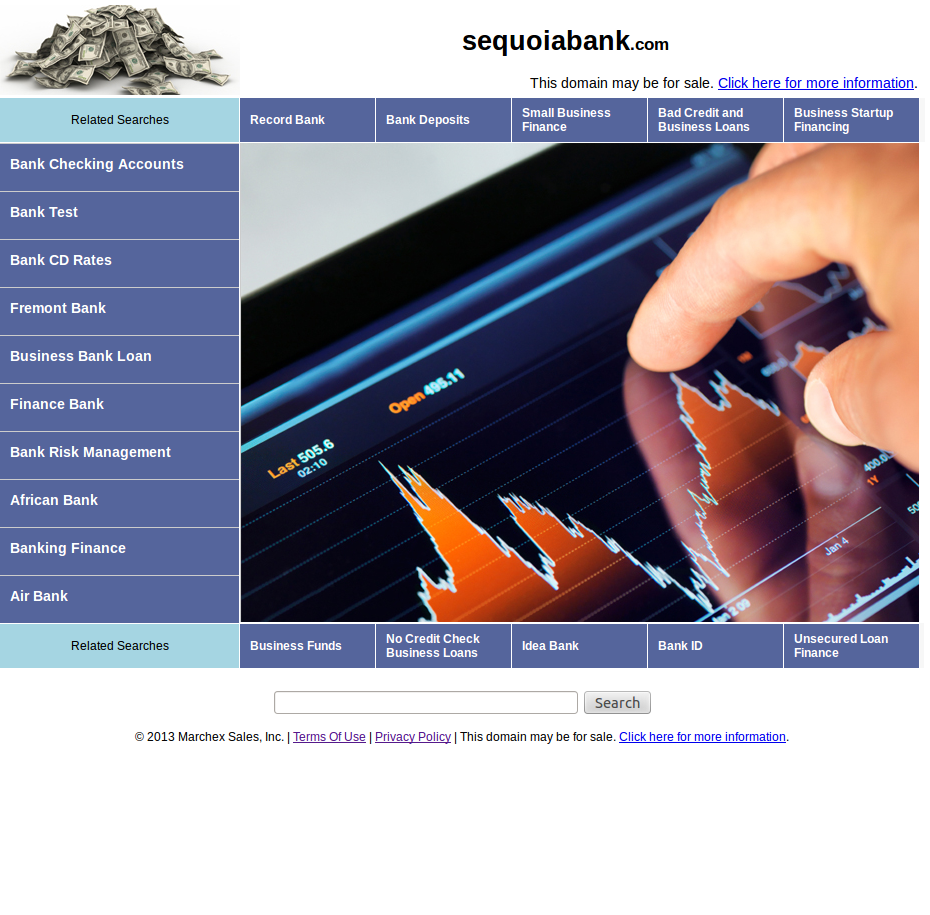 sequoiabank.com
This domain may be for sale. Click here for more information.
Related Searches
Record Bank
Bank Deposits
Small Business
Finance
Bad Credit and
Business Loans
Business Startup
Financing
Bank Checking Accounts
Bank Test
Bank CD Rates
Fremont Bank
Business Bank Loan
Finance Bank
Bank Risk Management
African Bank
Banking Finance
Air Bank
Open 495.11
Last 505.6
02:10
1Y
Jan 4
Jan 2 09
Related Searches
Business Funds
No Credit Check
Business Loans
Idea Bank
Bank ID
Unsecured Loan
Finance
Search
© 2013 Marchex Sales, Inc. | Terms Of Use | Privacy Policy | This domain may be for sale. Click here for more information.